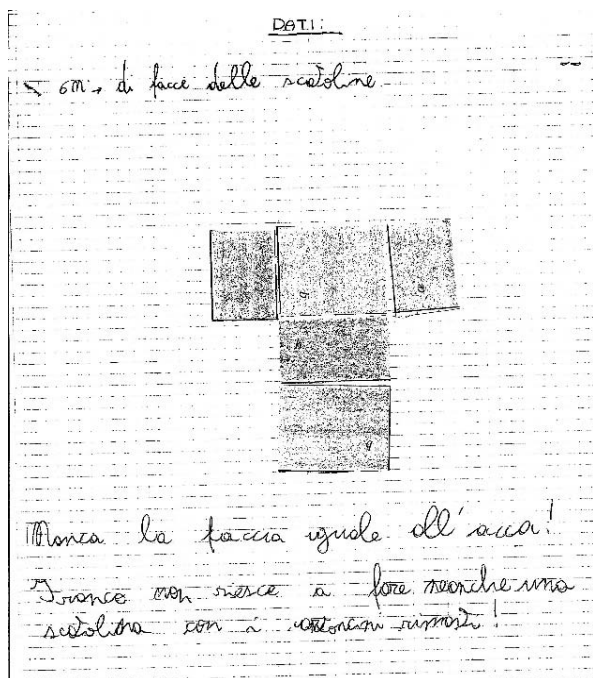 DATI:
6 m. di facce delle scatoline
g
a
h
g
Manca la faccia uguale all'acca!
Franco non riesce a fare neanche una
scatolina con i cartoncini rimasti!